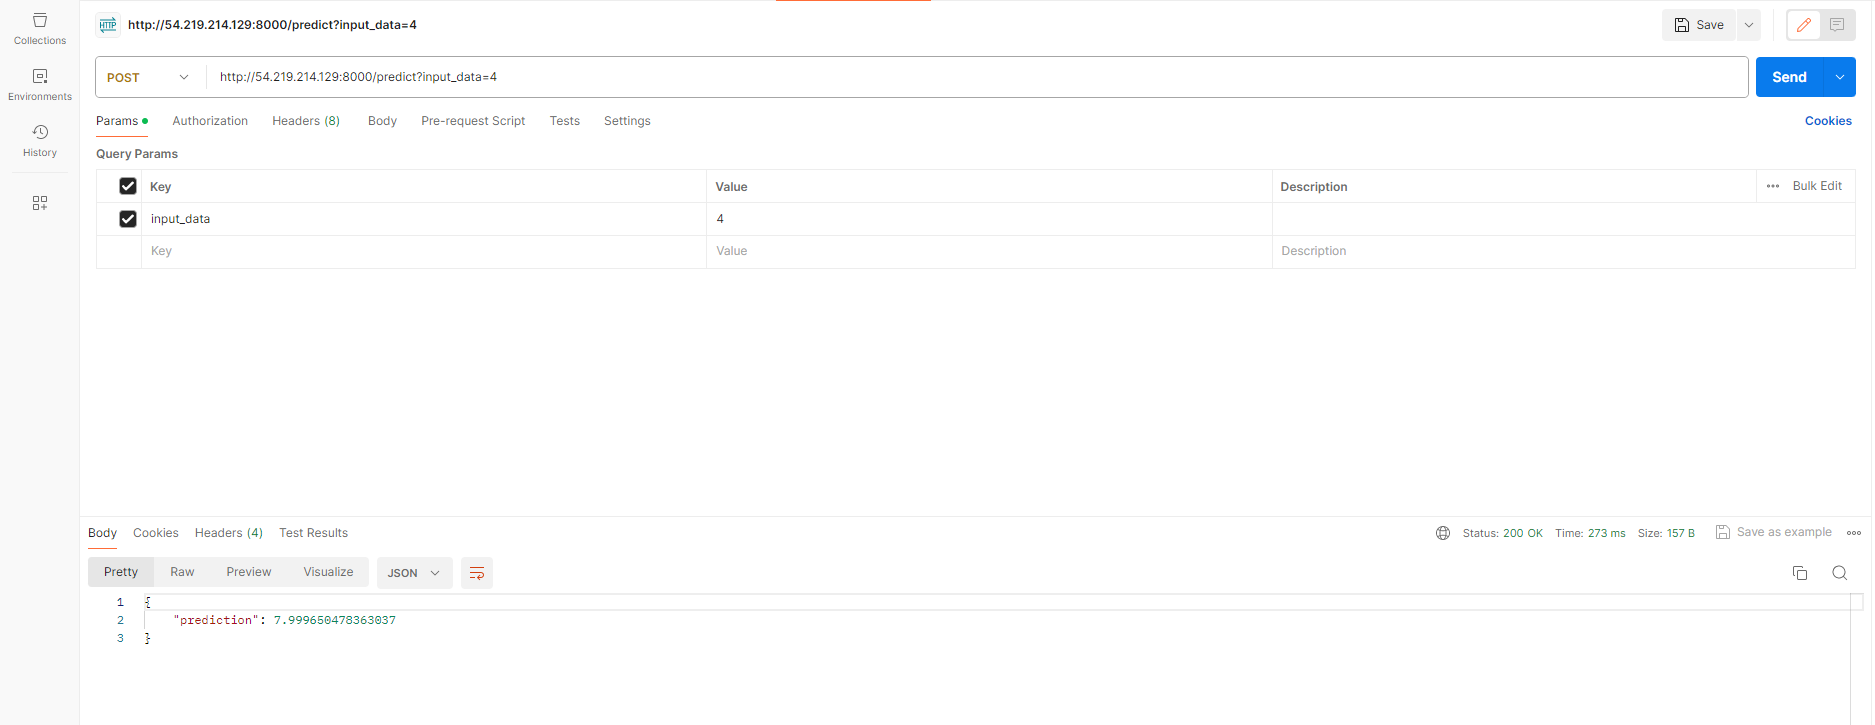 Collections
Environments
History
HTTP http://54.219.214.129:8000/predict?input_data=4
Save
POST http://54.219.214.129:8000/predict?input_data=4
Send
Params Authorization Headers (8) Body Pre-request Script Tests Settings Cookies
Query Params
Key Value Description Bulk Edit
input_data 4
Key Value Description
Body Cookies Headers (4) Test Results Status: 200 OK Time: 273 ms Size: 157 B Save as example
Pretty Raw Preview Visualize JSON
1 {
2 "prediction": 7.999650478363037
3 }